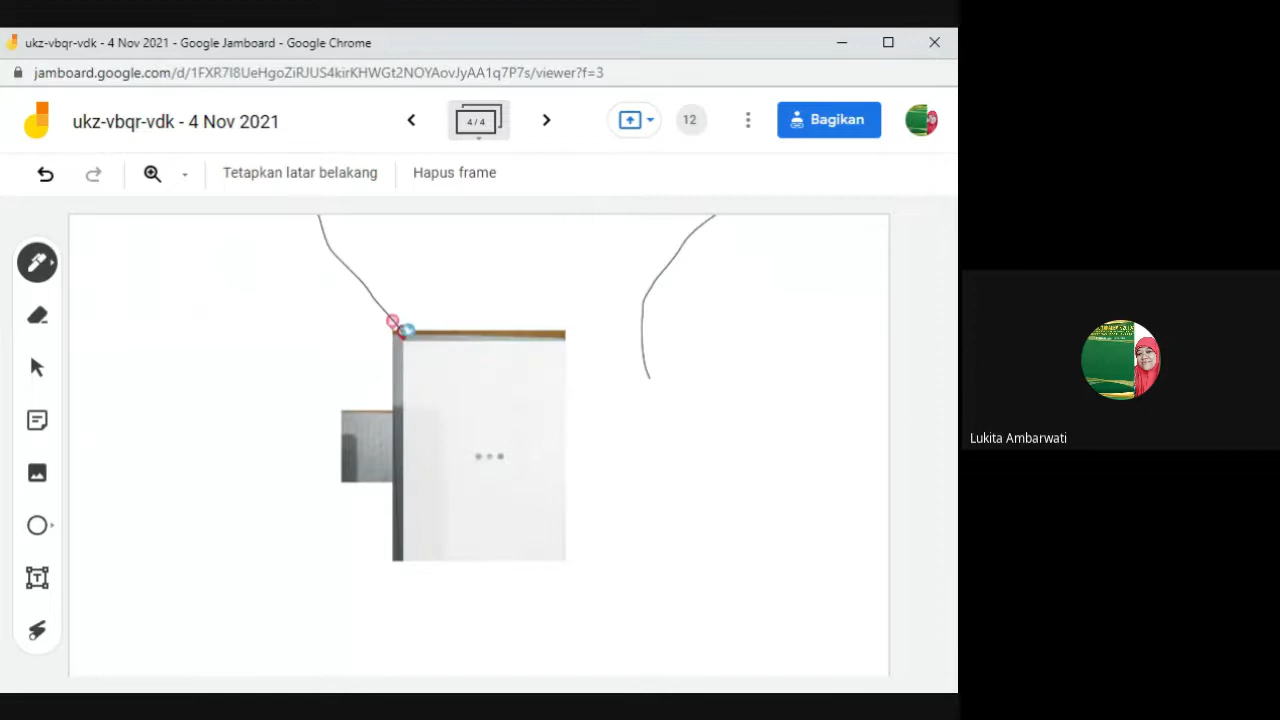 ukz-vbqr-vdk - 4 Nov 2021 - Google Jamboard - Google Chrome
jamboard.google.com/d/1FXR7I8UeHgoZiRJUS4kirKHWGt2NOYAovJyAA1q7P7s/viewer?f=3
ukz-vbqr-vdk - 4 Nov 2021
4 / 4
12
Bagikan
Tetapkan latar belakang
Hapus frame
Lukita Ambarwati